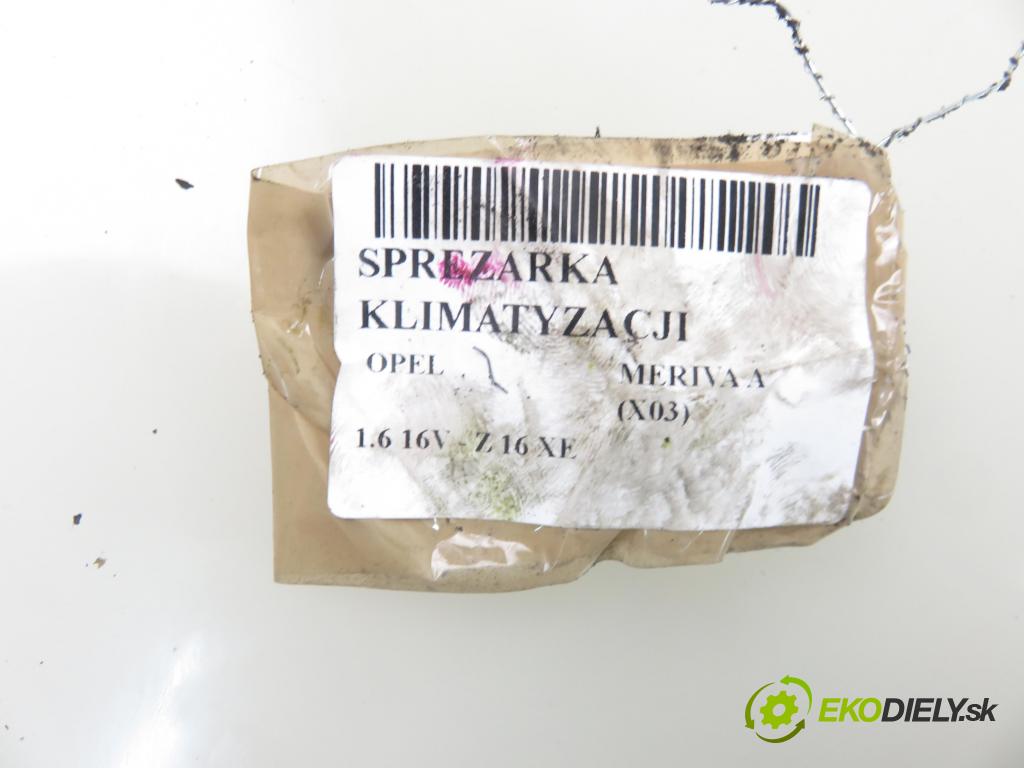 SPREZARKA
KLIMATYZACJI
OPEL MERIVA A
(X03)
1.6 16V - Z 16 XE
EKODIELY.sk